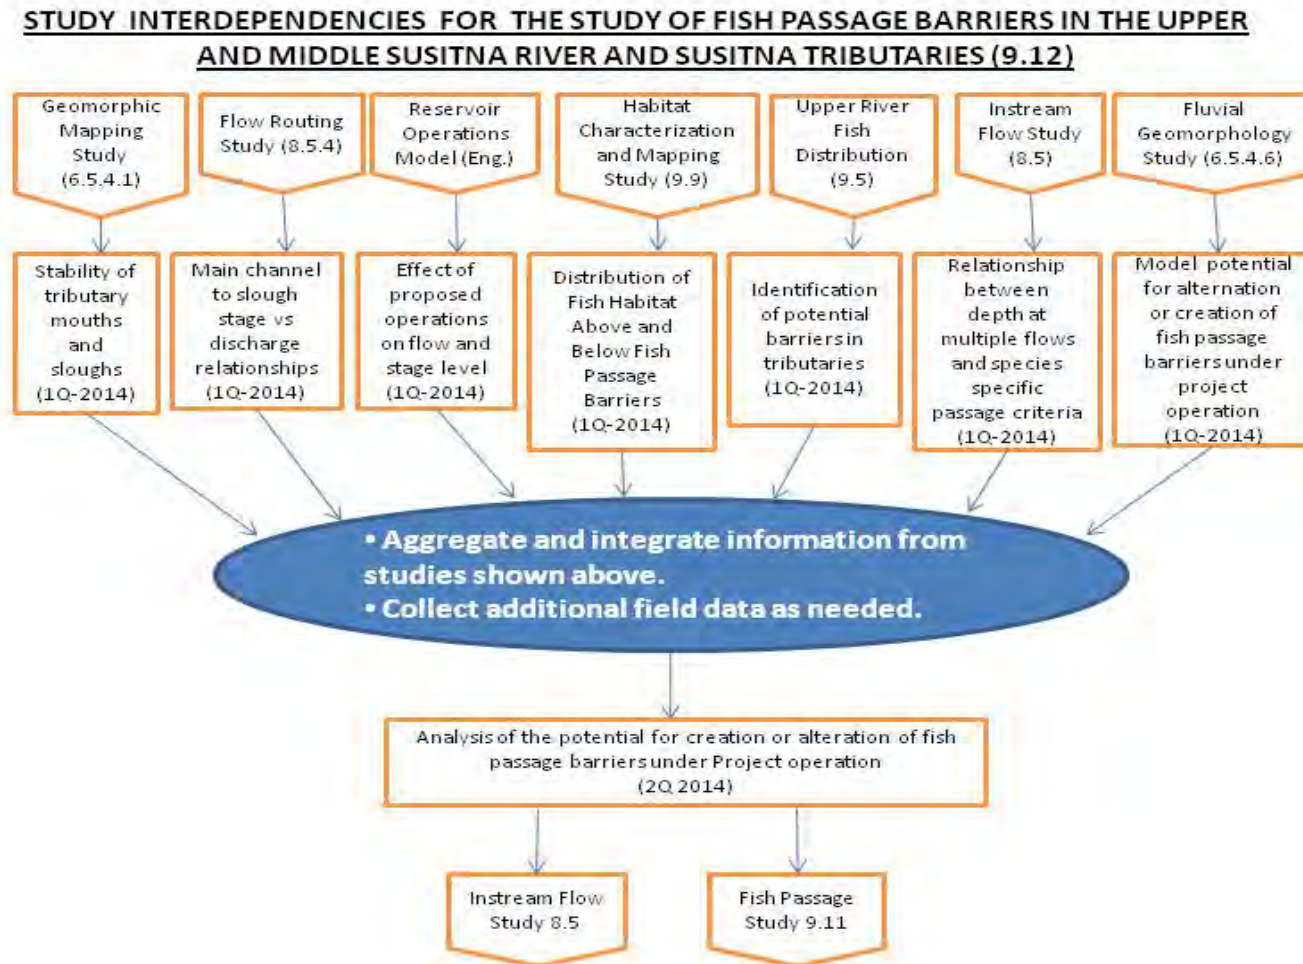 STUDY INTERDEPENDENCIES FOR THE STUDY OF FISH PASSAGE BARRIERS IN THE UPPER
AND MIDDLE SUSITNA RIVER AND SUSITNA TRIBUTARIES (9.12)
Geomorphic
Mapping
Study
(6.5.4.1)
Flow Routing
Study (8.5.4)
Reservoir
Operations
Model (Eng.)
Habitat
Characterization
and Mapping
Study (9.9)
Upper River
Fish
Distribution
(9.5)
Instream
Flow Study
(8.5)
Fluvial
Geomorphology
Study (6.5.4.6)
Stability of
tributary
mouths
and
sloughs
(1Q-2014)
Main channel
to slough
stage vs
discharge
relationships
(1Q-2014)
Effect of
proposed
operations
on flow and
stage level
(1Q-2014)
Distribution of
Fish Habitat
Above and
Below Fish
Passage
Barriers
(1Q-2014)
Identification
of potential
barriers in
tributaries
(1Q-2014)
Relationship
between
depth at
multiple flows
and species
specific
passage criteria
(1Q-2014)
Model potential
for alternation
or creation of
fish passage
barriers under
project
operation
(1Q-2014)
• Aggregate and integrate information from
studies shown above.
• Collect additional field data as needed.
Analysis of the potential for creation or alteration of fish
passage barriers under Project operation
(2Q 2014)
Instream Flow
Study 8.5
Fish Passage
Study 9.11